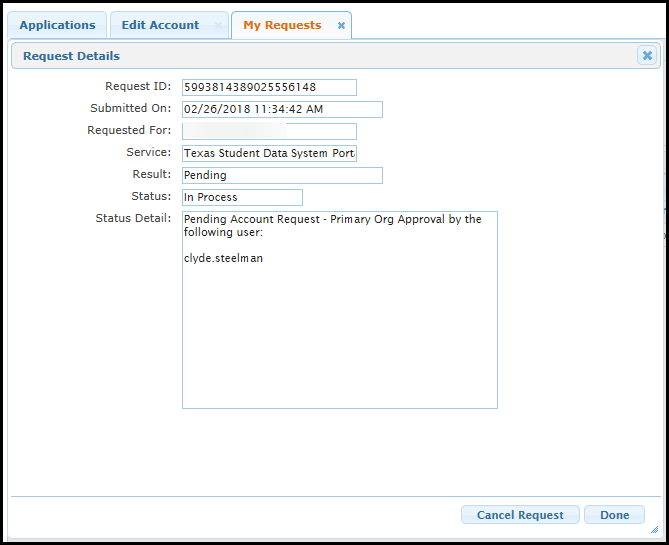 Applications
Edit Account
My Requests
Request Details
Request ID: 5993814389025556148
Submitted On: 02/26/2018 11:34:42 AM
Requested For:
Service: Texas Student Data System Port
Result: Pending
Status: In Process
Status Detail: Pending Account Request - Primary Org Approval by the
following user:
clyde.steelman
Cancel Request
Done